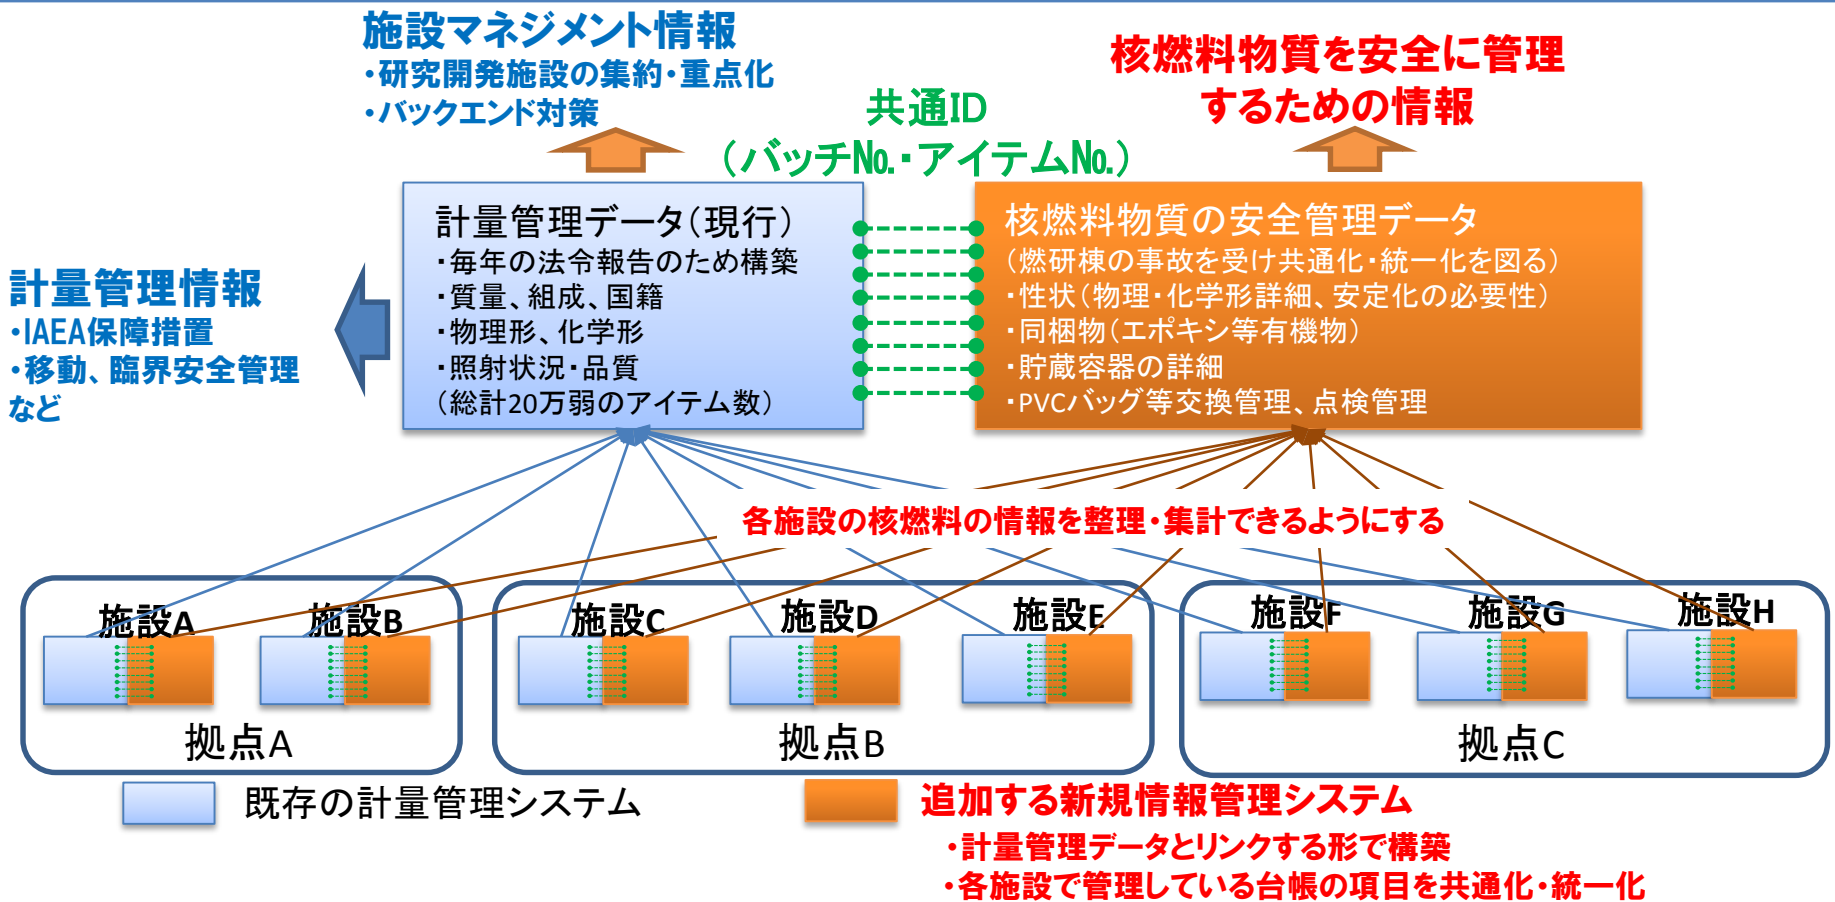 施設マネジメント情報
・研究開発施設の集約・重点化
・バックエンド対策
核燃料物質を安全に管理
するための情報
共通ID
（バッチNo.・アイテムNo.）
計量管理データ（現行）
・毎年の法令報告のため構築
・質量、組成、国籍
・物理形、化学形
・照射状況・品質
（総計20万弱のアイテム数）
核燃料物質の安全管理データ
（燃研棟の事故を受け共通化・統一化を図る）
・性状（物理・化学形詳細、安定化の必要性）
・同梱物（エポキシ等有機物）
・貯蔵容器の詳細
・PVCバッグ等交換管理、点検管理
計量管理情報
・IAEA保障措置
・移動、臨界安全管理
など
各施設の核燃料の情報を整理・集計できるようにする
施設A
施設B
施設C
施設D
施設E
施設F
施設G
施設H
拠点A
拠点B
拠点C
既存の計量管理システム
追加する新規情報管理システム
・計量管理データとリンクする形で構築
・各施設で管理している台帳の項目を共通化・統一化